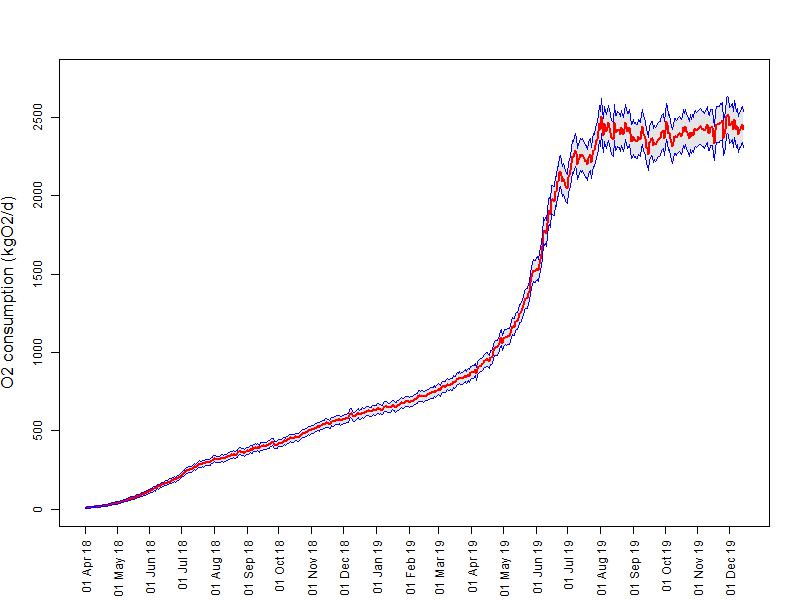 O2 consumption (kgO2/d)
2500
2000
1500
1000
500
0
01 Apr 18
01 May 18
01 Jun 18
01 Jul 18
01 Aug 18
01 Sep 18
01 Oct 18
01 Nov 18
01 Dec 18
01 Jan 19
01 Feb 19
01 Mar 19
01 Apr 19
01 May 19
01 Jun 19
01 Jul 19
01 Aug 19
01 Sep 19
01 Oct 19
01 Nov 19
01 Dec 19